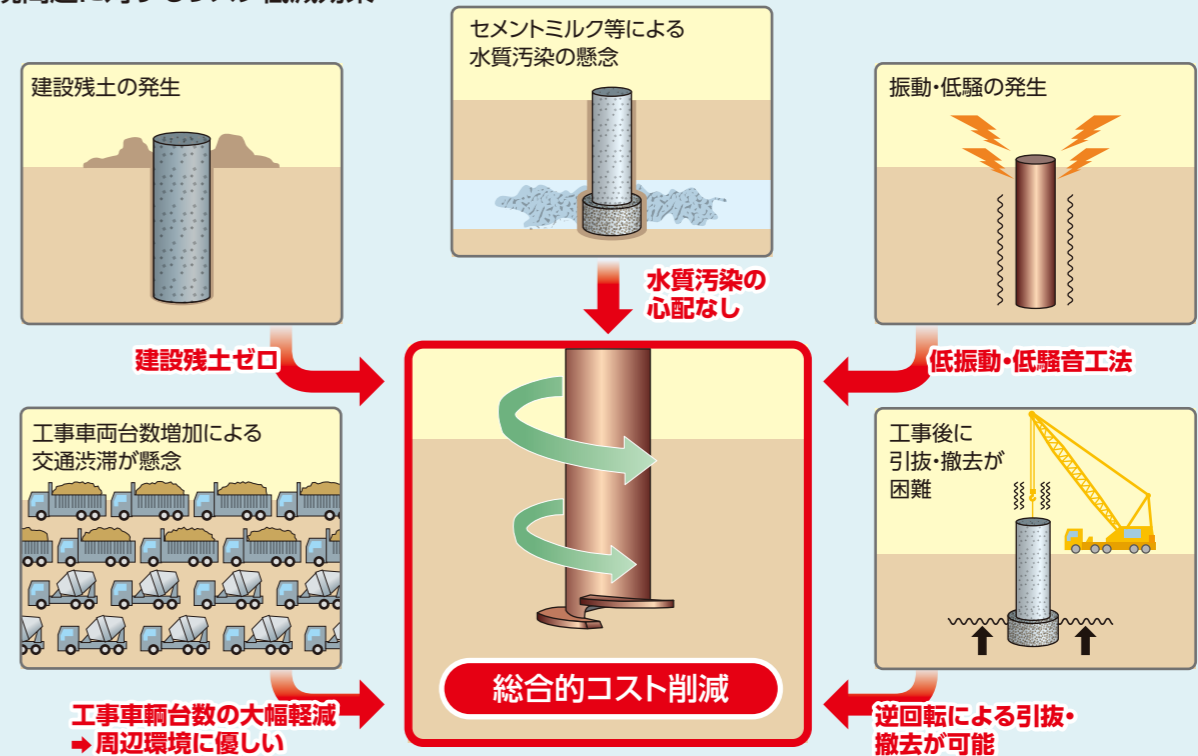 建設残土の発生
セメントミルク等による
水質汚染の懸念
振動・低騒の発生
建設残土ゼロ
水質汚染の
心配なし
低振動・低騒音工法
工事車両台数増加による
交通渋滞が懸念
工事後に
引抜・撤去が
困難
総合的コスト削減
工事車輌台数の大幅軽減
➡周辺環境に優しい
逆回転による引抜・
撤去が可能